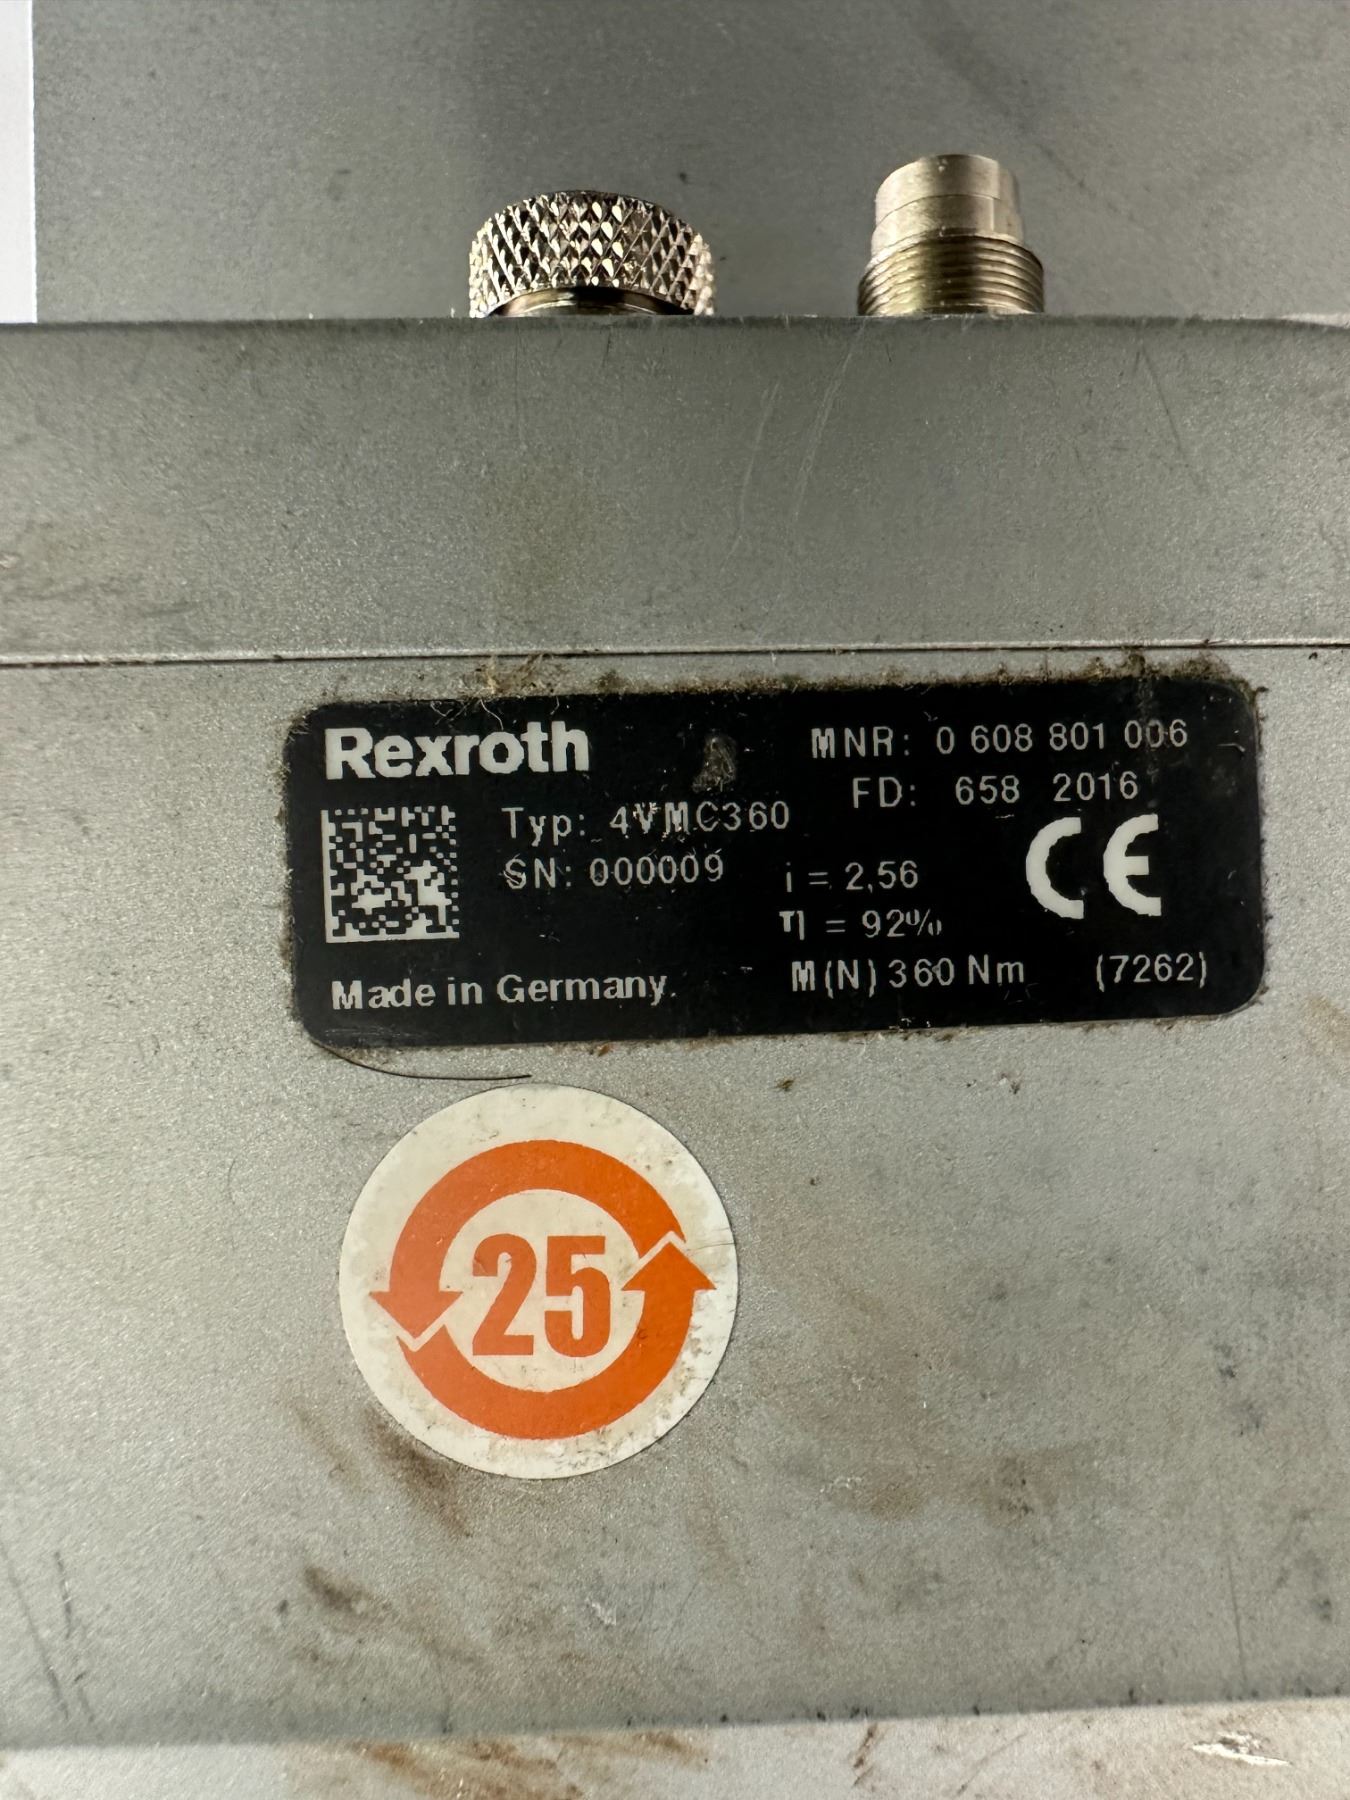 Rexroth
MNR: 0 608 801 006
FD: 658 2016
Typ: 4VMC360
SN: 000009
i = 2,56
η = 92%
CE
Made in Germany.
M(N) 360 Nm (7262)
25